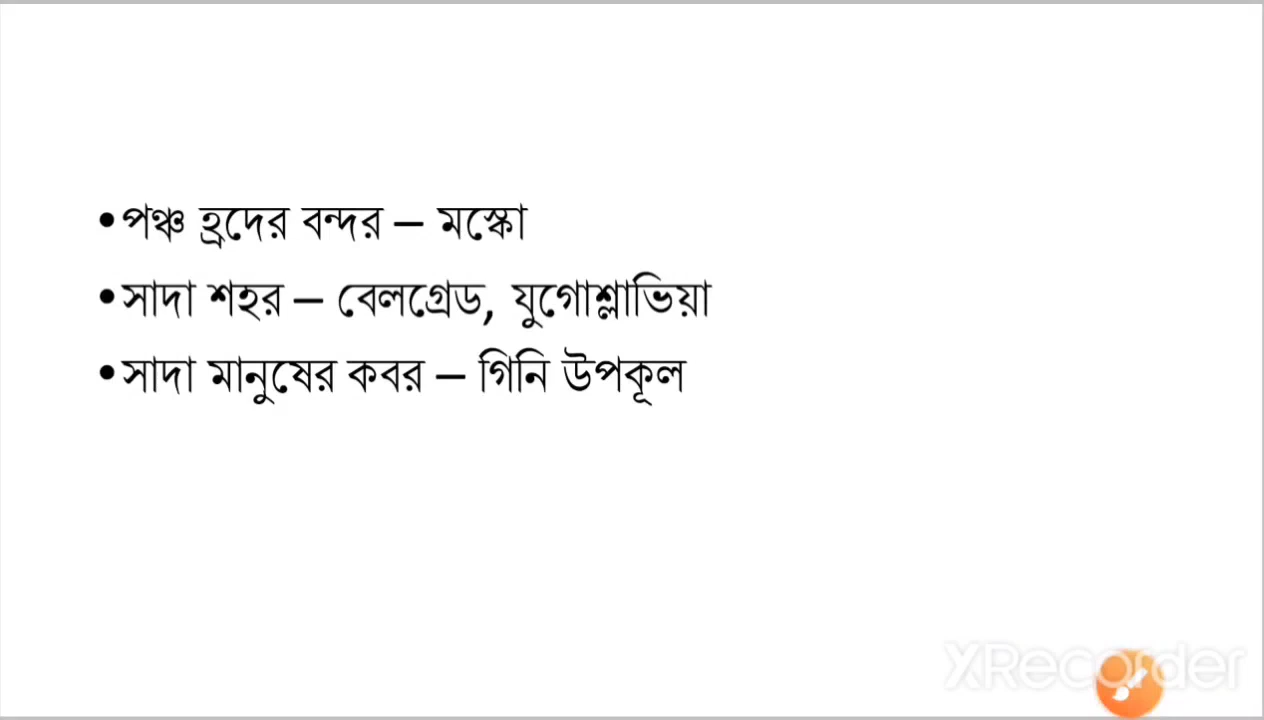 •পঞ্চ হ্রদের বন্দর – মস্কো
•সাদা শহর – বেলগ্রেড, যুগোশ্লাভিয়া
•সাদা মানুষের কবর – গিনি উপকূল
XRecorder